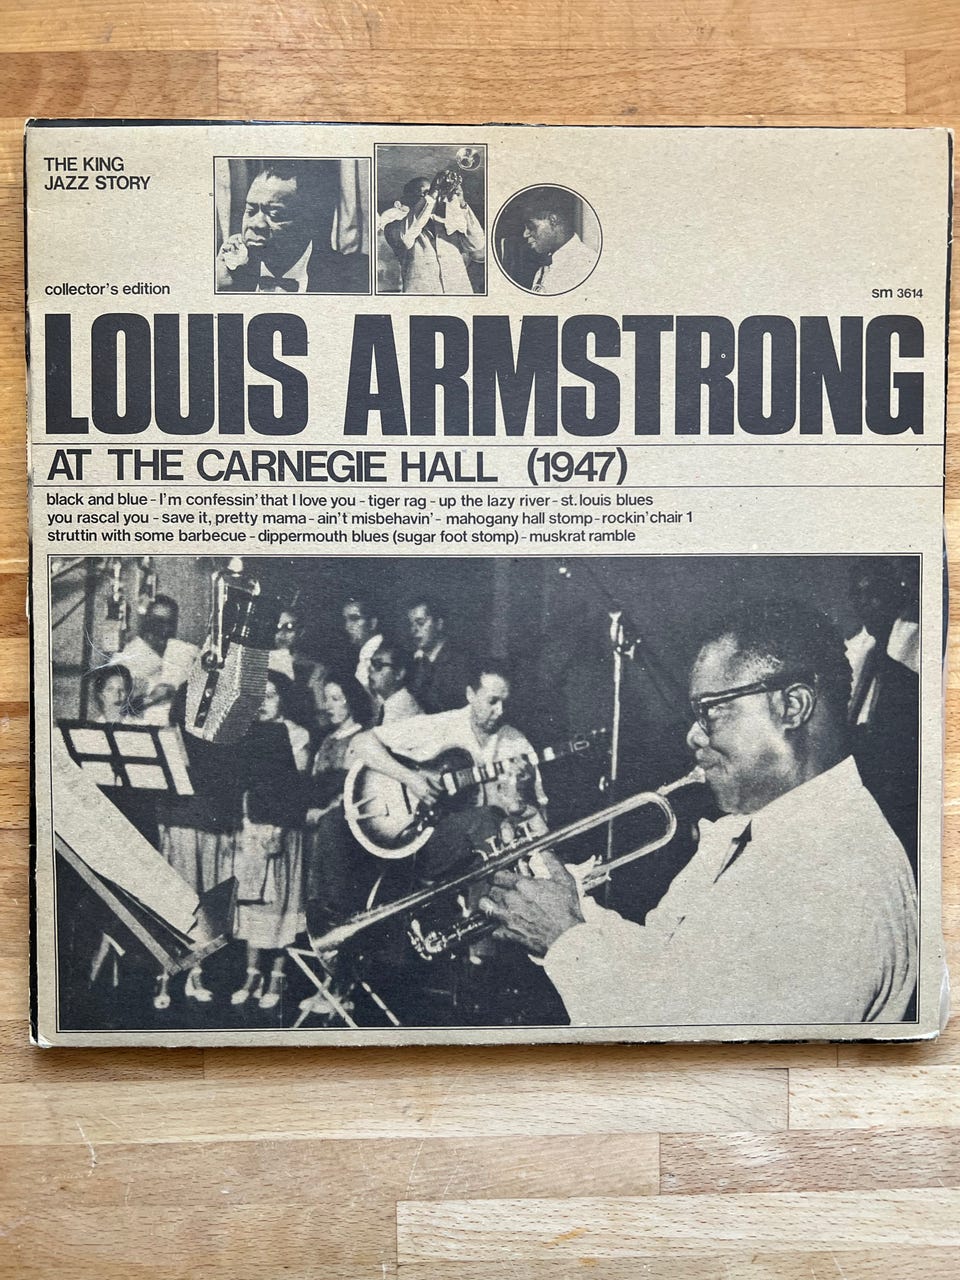 THE KING
JAZZ STORY
collector's edition
sm 3614
LOUIS ARMSTRONG
AT THE CARNEGIE HALL (1947)
black and blue - I'm confessin' that I love you - tiger rag - up the lazy river - st. louis blues
you rascal you - save it, pretty mama - ain't misbehavin' - mahogany hall stomp - rockin' chair 1
struttin with some barbecue - dippermouth blues (sugar foot stomp) - muskrat ramble